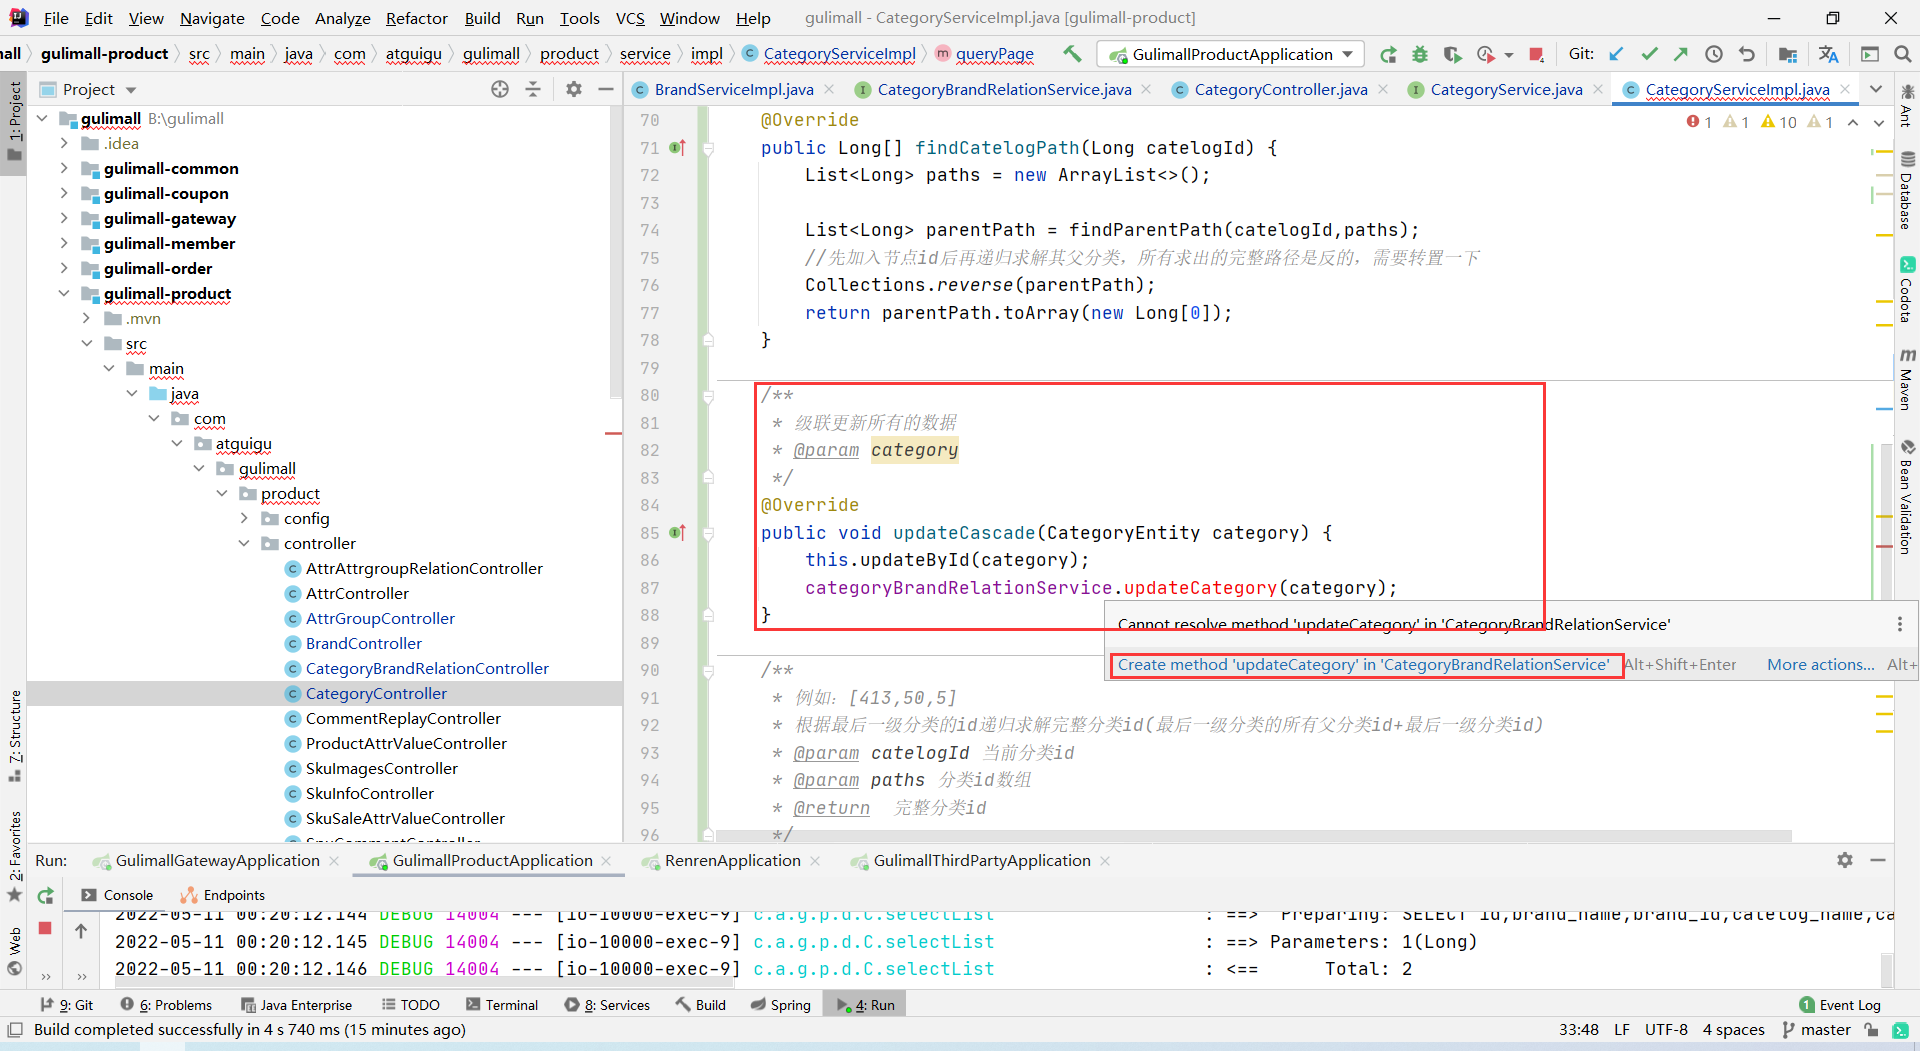 File Edit View Navigate Code Analyze Refactor Build Run Tools VCS Window Help gulimall - CategoryServiceImpl.java [gulimall-product]
nall gulimall-product src main java com atguigu gulimall product service impl CategoryServiceImpl queryPage GulimallProductApplication Git:
Project
BrandServiceImpl.java CategoryBrandRelationService.java CategoryController.java CategoryService.java CategoryServiceImpl.java
1: Project
7: Structure
2: Favorites
Web
gulimall B:\gulimall
.idea
gulimall-common
gulimall-coupon
gulimall-gateway
gulimall-member
gulimall-order
gulimall-product
.mvn
src
main
java
com
atguigu
gulimall
product
config
controller
AttrAttrgroupRelationController
AttrController
AttrGroupController
BrandController
CategoryBrandRelationController
CategoryController
CommentReplayController
ProductAttrValueController
SkuImagesController
SkuInfoController
SkuSaleAttrValueController
SpuCommentController
1 1 10 1
70 @Override
71 public Long[] findCatelogPath(Long catelogId) {
72 List<Long> paths = new ArrayList<>();
73
74 List<Long> parentPath = findParentPath(catelogId,paths);
75 //先加入节点id后再递归求解其父分类，所有求出的完整路径是反的，需要转置一下
76 Collections.reverse(parentPath);
77 return parentPath.toArray(new Long[0]);
78 }
79
80 /**
81 * 级联更新所有的数据
82 * @param category
83 */
84 @Override
85 public void updateCascade(CategoryEntity category) {
86 this.updateById(category);
87 categoryBrandRelationService.updateCategory(category);
88 }
89
Cannot resolve method 'updateCategory' in 'CategoryBrandRelationService'
Create method 'updateCategory' in 'CategoryBrandRelationService' Alt+Shift+Enter More actions... Alt+
90 /**
91 * 例如：[413,50,5]
92 * 根据最后一级分类的id递归求解完整分类id(最后一级分类的所有父分类id+最后一级分类id)
93 * @param catelogId 当前分类id
94 * @param paths 分类id数组
95 * @return 完整分类id
96 */
Ant
Database
Codota
Maven
Bean Validation
Run: GulimallGatewayApplication GulimallProductApplication RenrenApplication GulimallThirdPartyApplication
Console Endpoints
2022-05-11 00:20:12.144 DEBUG 14004 --- [io-10000-exec-9] c.a.g.p.d.C.selectList : ==> Preparing: SELECT id,brand_name,brand_id,catelog_name,ca
2022-05-11 00:20:12.145 DEBUG 14004 --- [io-10000-exec-9] c.a.g.p.d.C.selectList : ==> Parameters: 1(Long)
2022-05-11 00:20:12.146 DEBUG 14004 --- [io-10000-exec-9] c.a.g.p.d.C.selectList : <== Total: 2
9: Git 6: Problems Java Enterprise TODO Terminal 8: Services Build Spring 4: Run 1 Event Log
Build completed successfully in 4 s 740 ms (15 minutes ago) 33:48 LF UTF-8 4 spaces master